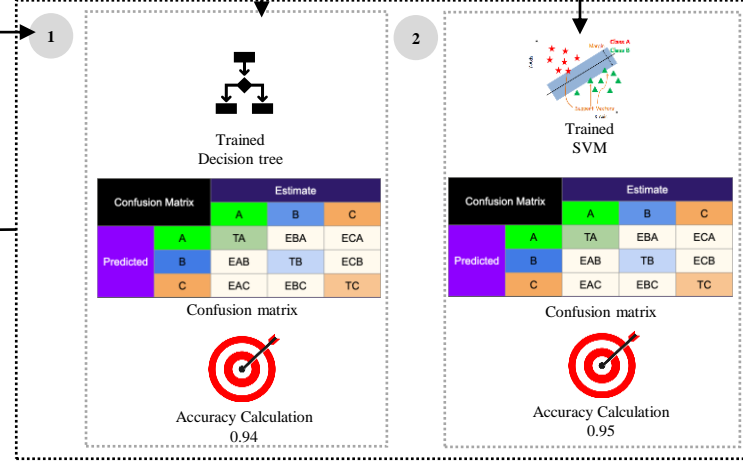 1
Trained
Decision tree
Confusion Matrix
Estimate
A B C
Predicted
A TA EBA ECA
B EAB TB ECB
C EAC EBC TC
Confusion matrix
Accuracy Calculation
0.94
2
Class A
Class B
Support Vectors
Trained
SVM
Confusion Matrix
Estimate
A B C
Predicted
A TA EBA ECA
B EAB TB ECB
C EAC EBC TC
Confusion matrix
Accuracy Calculation
0.95